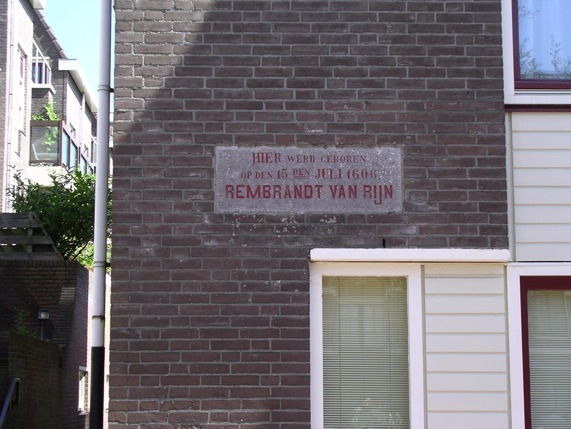 HIER WERD GEBOREN
OP DEN 15 DEN JULI 1606
REMBRANDT VAN RIJN